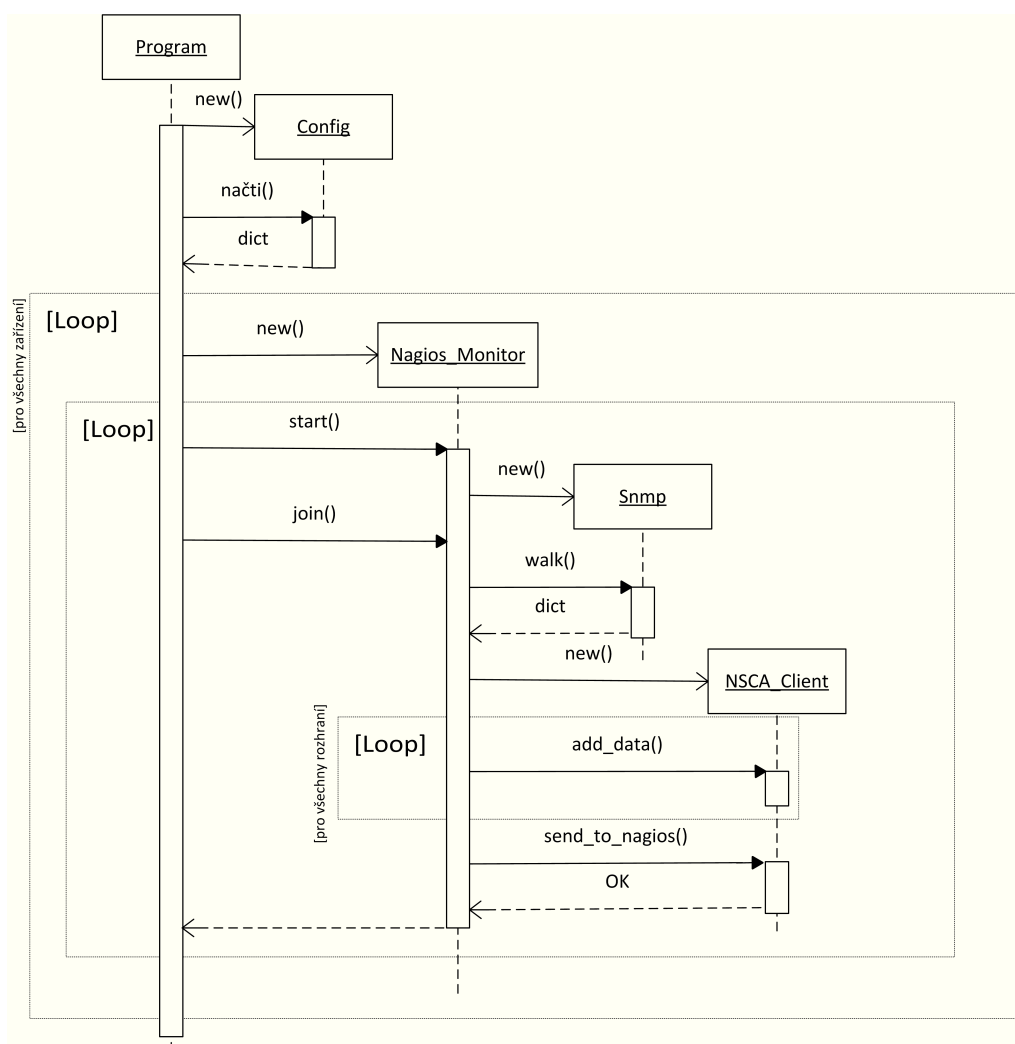 Program
new()
Config
načti()
dict
[pro všechny zařízení]
[Loop]
new()
Nagios_Monitor
[Loop]
start()
new()
Snmp
join()
walk()
dict
new()
NSCA_Client
[pro všechny rozhraní]
[Loop]
add_data()
send_to_nagios()
OK